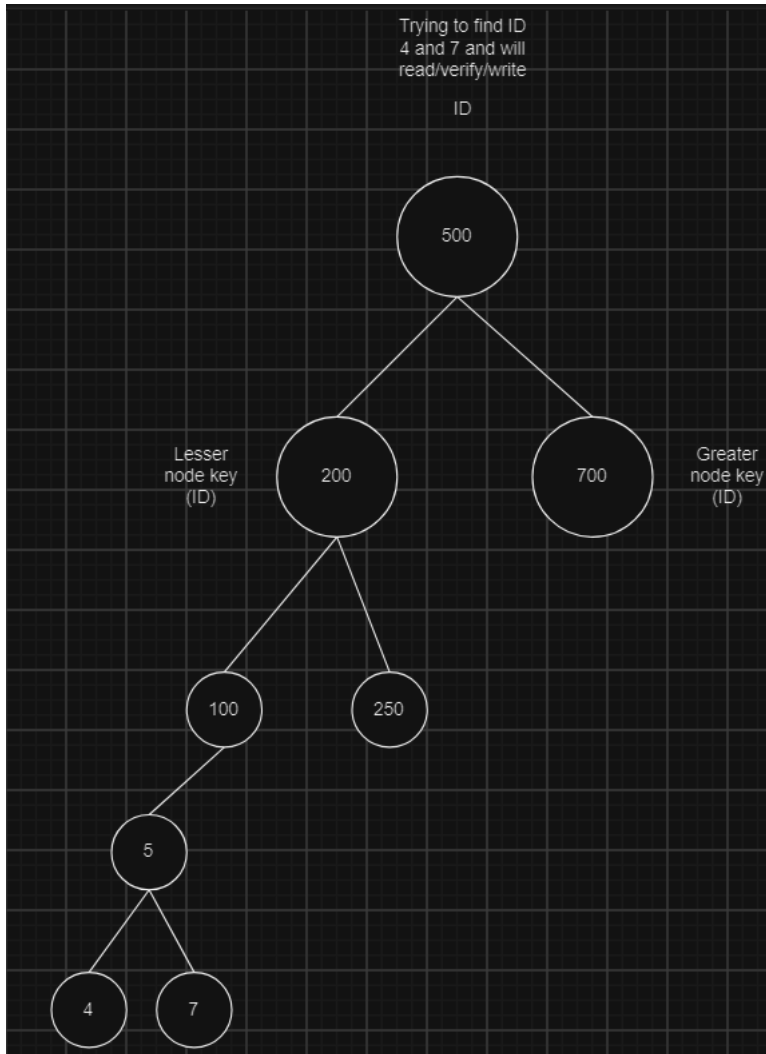 Trying to find ID
4 and 7 and will
read/verify/write
ID
500
Lesser
node key
(ID)
200
700
Greater
node key
(ID)
100
250
5
4
7